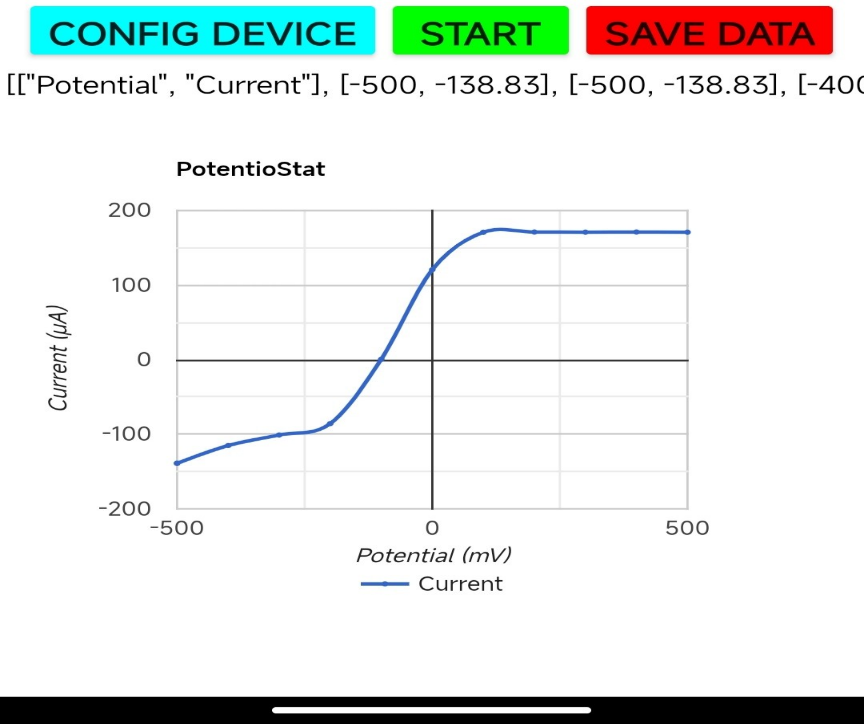 CONFIG DEVICE START SAVE DATA
[["Potential", "Current"], [-500, -138.83], [-500, -138.83], [-400
PotentioStat
200
100
0
-100
-200
Current (µA)
-500 0 500
Potential (mV)
Current